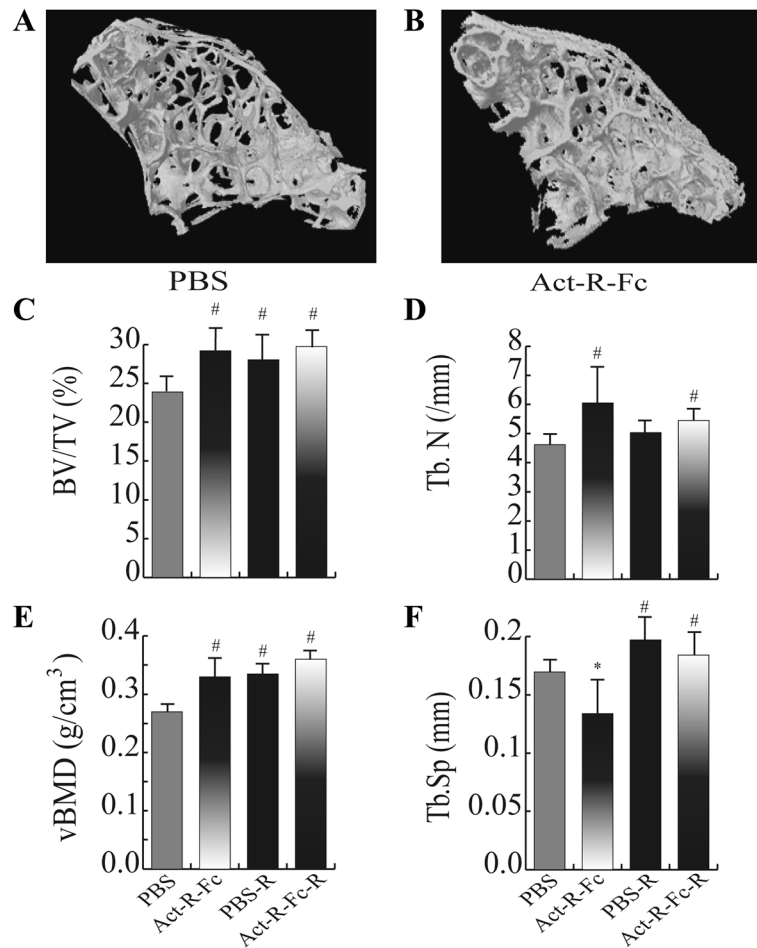 A
B
PBS
Act-R-Fc
C
BV/TV (%)
30
25
20
15
10
5
0
# # #
D
Tb. N (/mm)
8
7
6
5
4
3
2
1
0
# #
E
vBMD (g/cm³)
0.4
0.3
0.2
0.1
0.0
# # #
PBS
Act-R-Fc
PBS-R
Act-R-Fc-R
F
Tb.Sp (mm)
0.2
0.15
0.1
0.05
0.0
* # #
PBS
Act-R-Fc
PBS-R
Act-R-Fc-R